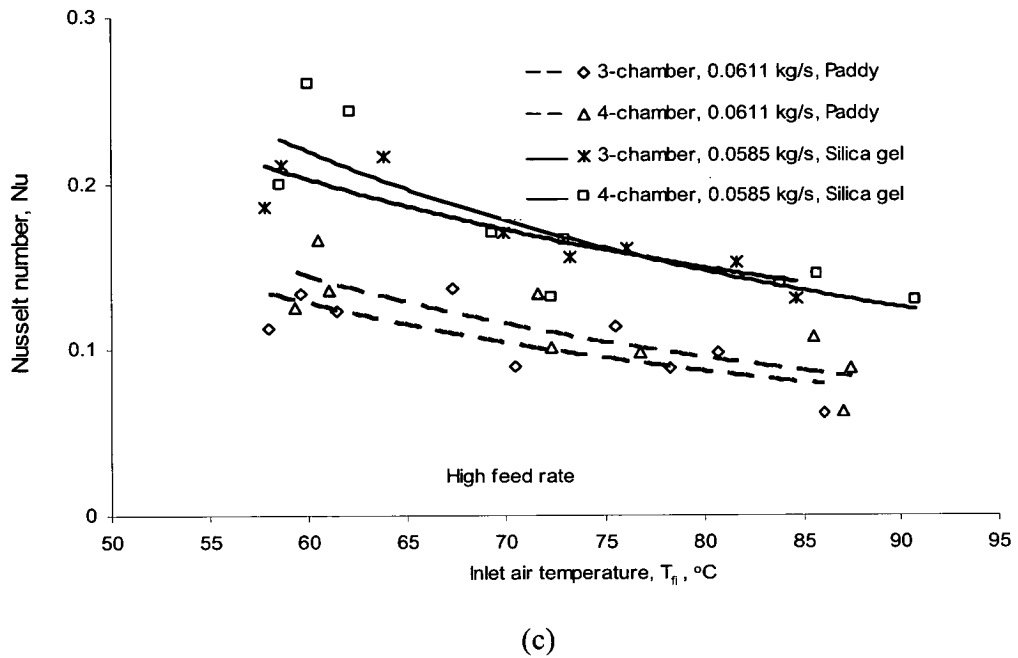 0.3
3-chamber, 0.0611 kg/s, Paddy
4-chamber, 0.0611 kg/s, Paddy
3-chamber, 0.0585 kg/s, Silica gel
4-chamber, 0.0585 kg/s, Silica gel
0.2
Nusselt number, Nu
0.1
High feed rate
0
50 55 60 65 70 75 80 85 90 95
Inlet air temperature, Tfi , °C
(c)